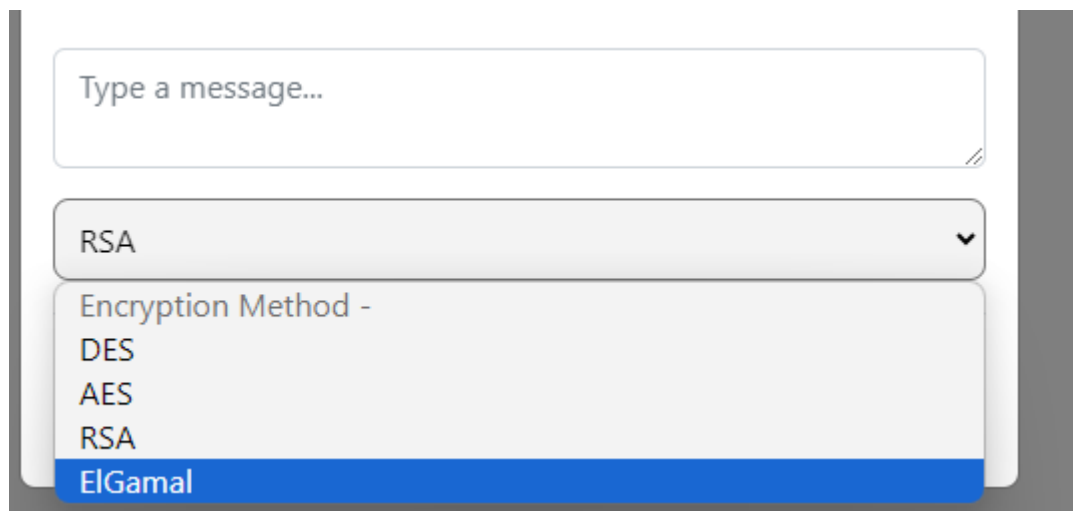 Type a message...
RSA
Encryption Method -
DES
AES
RSA
ElGamal